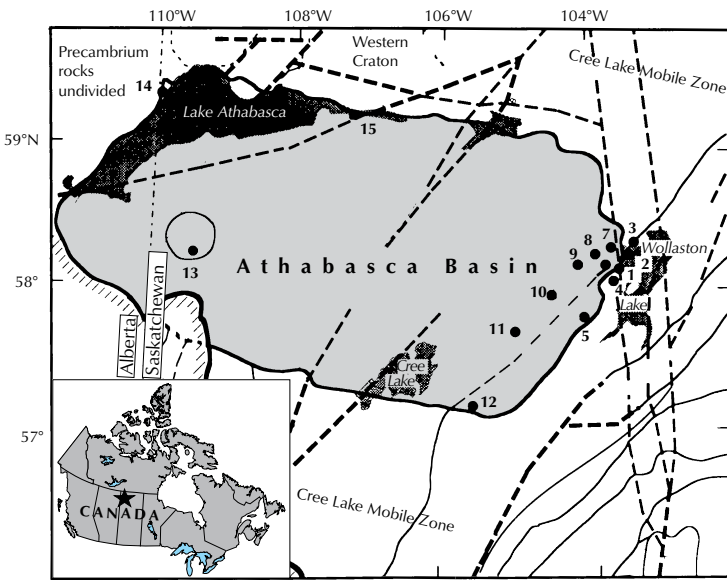 110°W
108°W
106°W
104°W
Precambrium
rocks
undivided
Western
Craton
Cree Lake Mobile Zone
14
Lake Athabasca
15
59°N
3
7
8
Wollaston
9
2
1
13
Athabasca Basin
58°
4
10
Lake
Alberta
Saskatchewan
11
5
Cree
Lake
12
57°
Cree Lake Mobile Zone
CANADA